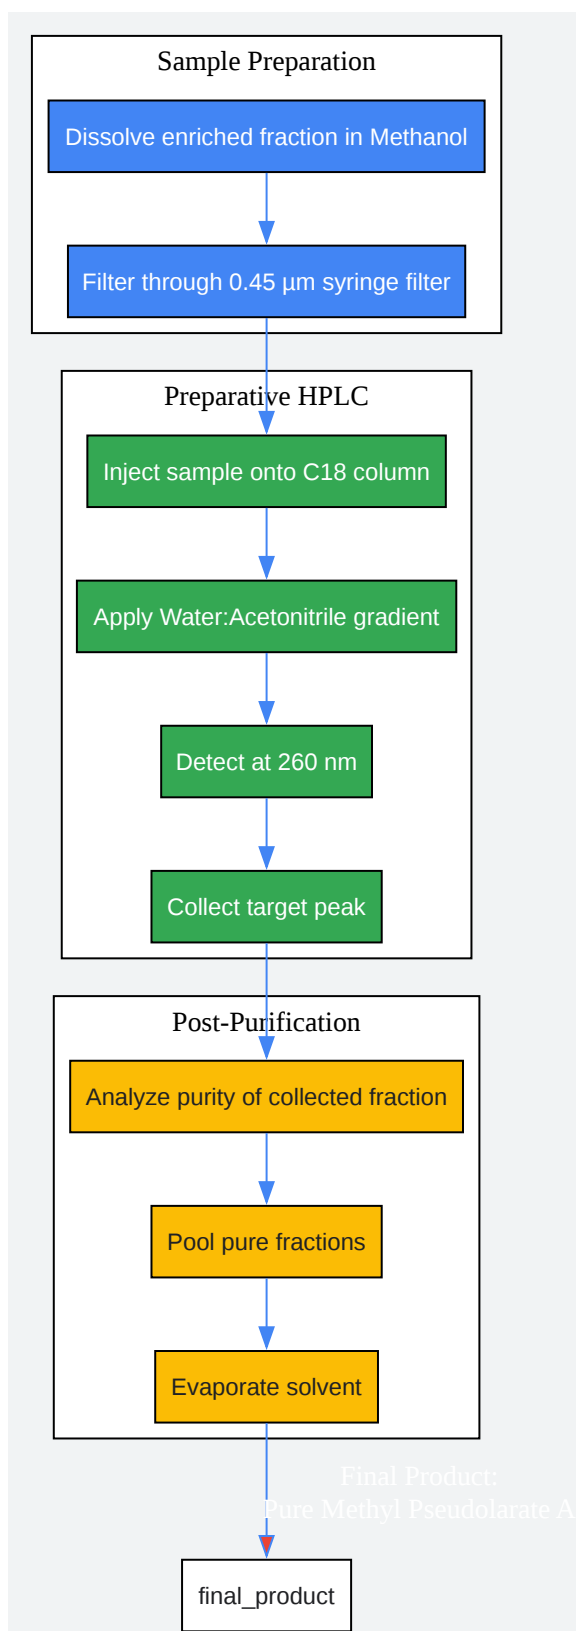 Sample Preparation
Dissolve enriched fraction in Methanol
Filter through 0.45 µm syringe filter
Preparative HPLC
Inject sample onto C18 column
Apply Water:Acetonitrile gradient
Detect at 260 nm
Collect target peak
Post-Purification
Analyze purity of collected fraction
Pool pure fractions
Evaporate solvent
Final Product:
Pure Methyl Pseudolarate A
final_product